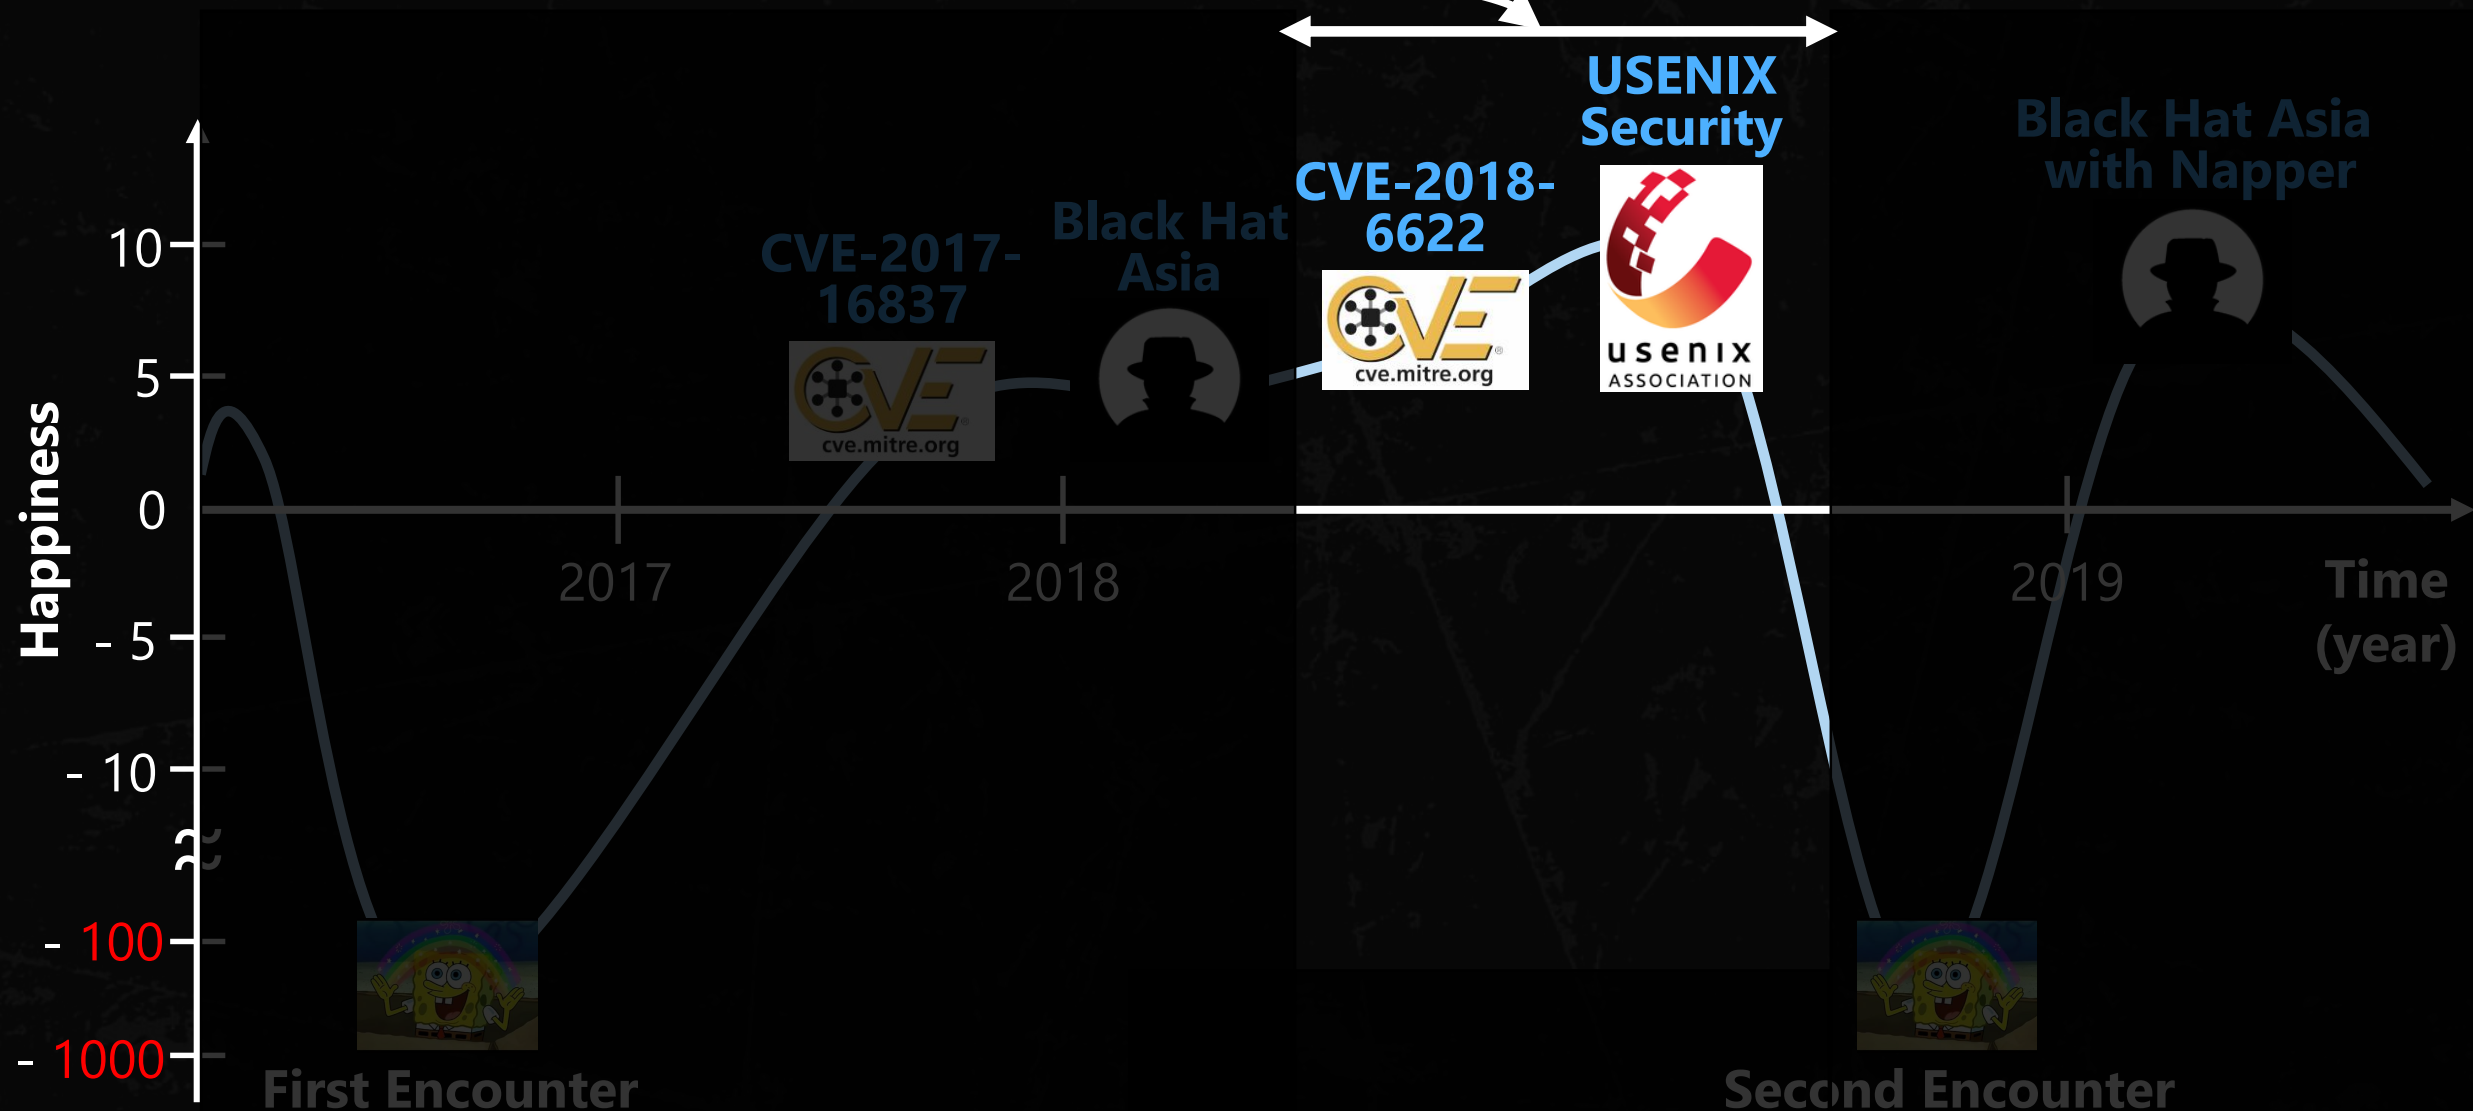 USENIX
Security
Black Hat Asia
with Napper
CVE-2018-
6622
Black Hat
Asia
CVE-2017-
16837
10
5
0
- 5
- 10
- 100
- 1000
Happiness
CVE
®
cve.mitre.org
CVE
®
cve.mitre.org
usenix
ASSOCIATION
2017
2018
2019
Time
(year)
First Encounter
Second Encounter